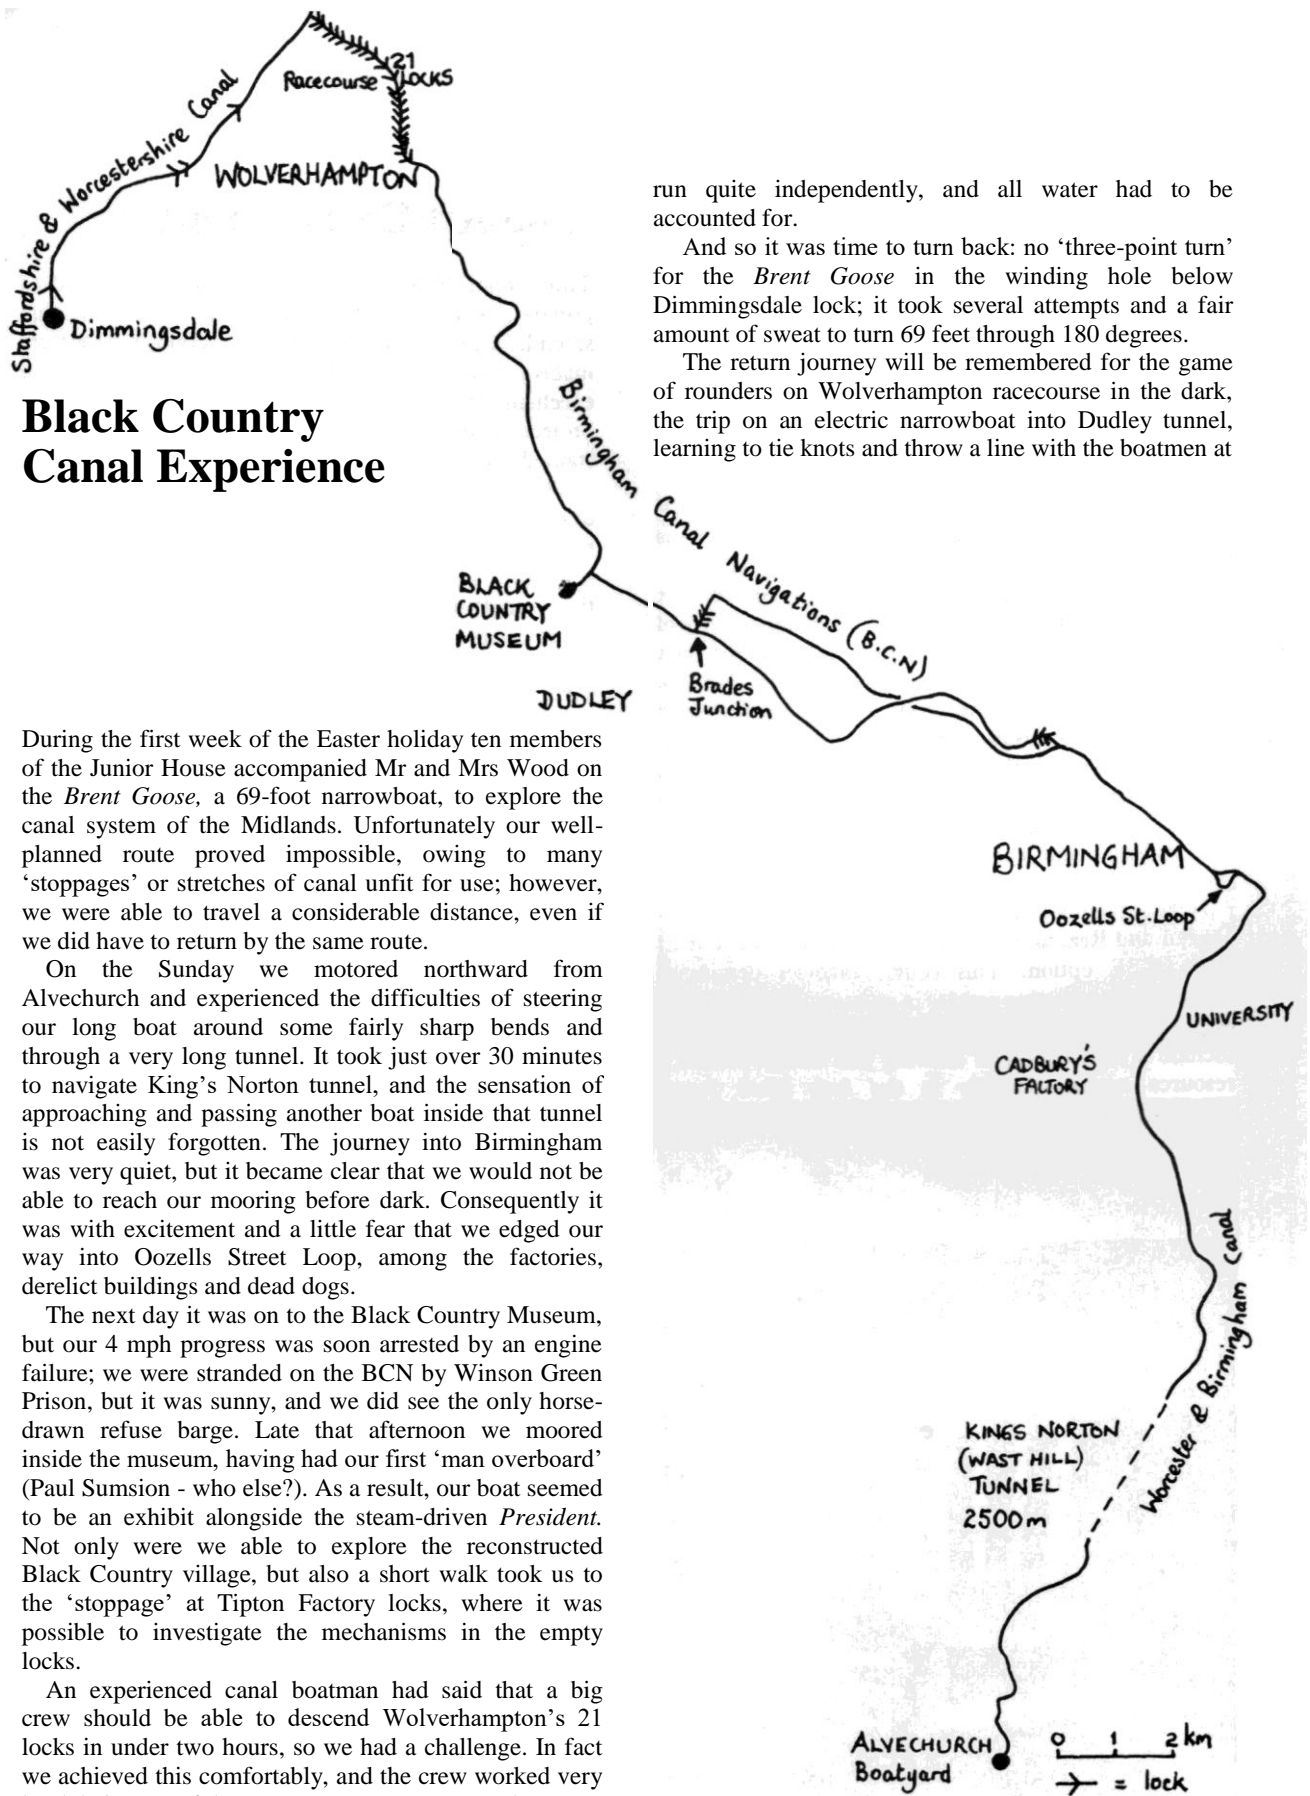 21
Racecourse LOCKS
Staffordshire & Worcestershire Canal
WOLVERHAMPTON
Dimmingsdale
Black Country
Canal Experience
Birmingham Canal Navigations (B.C.N)
BLACK
COUNTRY
MUSEUM
DUDLEY
Brades
Junction
BIRMINGHAM
Oozells St. Loop
UNIVERSITY
CADBURY'S
FACTORY
Worcester & Birmingham Canal
KINGS NORTON
(WAST HILL)
TUNNEL
2500m
ALVECHURCH
Boatyard
0 1 2 km
= lock
During the first week of the Easter holiday ten members
of the Junior House accompanied Mr and Mrs Wood on
the Brent Goose, a 69-foot narrowboat, to explore the
canal system of the Midlands. Unfortunately our well-
planned route proved impossible, owing to many
‘stoppages’ or stretches of canal unfit for use; however,
we were able to travel a considerable distance, even if
we did have to return by the same route.
On the Sunday we motored northward from
Alvechurch and experienced the difficulties of steering
our long boat around some fairly sharp bends and
through a very long tunnel. It took just over 30 minutes
to navigate King’s Norton tunnel, and the sensation of
approaching and passing another boat inside that tunnel
is not easily forgotten. The journey into Birmingham
was very quiet, but it became clear that we would not be
able to reach our mooring before dark. Consequently it
was with excitement and a little fear that we edged our
way into Oozells Street Loop, among the factories,
derelict buildings and dead dogs.
The next day it was on to the Black Country Museum,
but our 4 mph progress was soon arrested by an engine
failure; we were stranded on the BCN by Winson Green
Prison, but it was sunny, and we did see the only horse-
drawn refuse barge. Late that afternoon we moored
inside the museum, having had our first ‘man overboard’
(Paul Sumsion - who else?). As a result, our boat seemed
to be an exhibit alongside the steam-driven President.
Not only were we able to explore the reconstructed
Black Country village, but also a short walk took us to
the ‘stoppage’ at Tipton Factory locks, where it was
possible to investigate the mechanisms in the empty
locks.
An experienced canal boatman had said that a big
crew should be able to descend Wolverhampton’s 21
locks in under two hours, so we had a challenge. In fact
we achieved this comfortably, and the crew worked very
run quite independently, and all water had to be
accounted for.
And so it was time to turn back: no ‘three-point turn’
for the Brent Goose in the winding hole below
Dimmingsdale lock; it took several attempts and a fair
amount of sweat to turn 69 feet through 180 degrees.
The return journey will be remembered for the game
of rounders on Wolverhampton racecourse in the dark,
the trip on an electric narrowboat into Dudley tunnel,
learning to tie knots and throw a line with the boatmen at